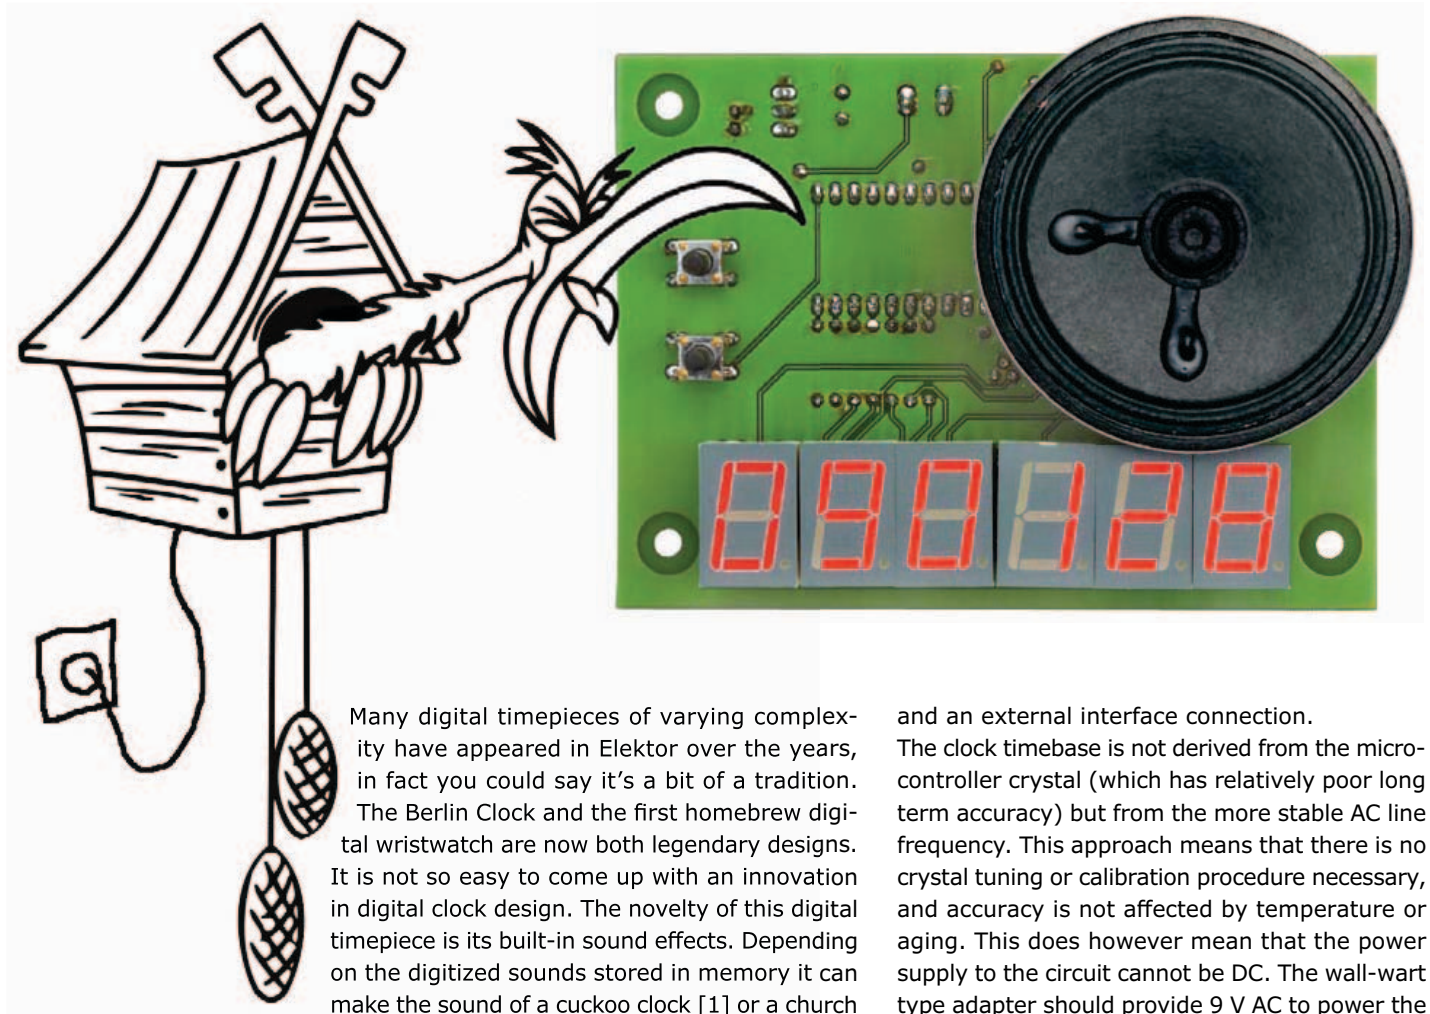 090128
Many digital timepieces of varying complex-
ity have appeared in Elektor over the years,
in fact you could say it’s a bit of a tradition.
The Berlin Clock and the first homebrew digi-
tal wristwatch are now both legendary designs.
It is not so easy to come up with an innovation
in digital clock design. The novelty of this digital
timepiece is its built-in sound effects. Depending
on the digitized sounds stored in memory it can
make the sound of a cuckoo clock [1] or a church
and an external interface connection.
The clock timebase is not derived from the micro-
controller crystal (which has relatively poor long
term accuracy) but from the more stable AC line
frequency. This approach means that there is no
crystal tuning or calibration procedure necessary,
and accuracy is not affected by temperature or
aging. This does however mean that the power
supply to the circuit cannot be DC. The wall-wart
type adapter should provide 9 V AC to power the